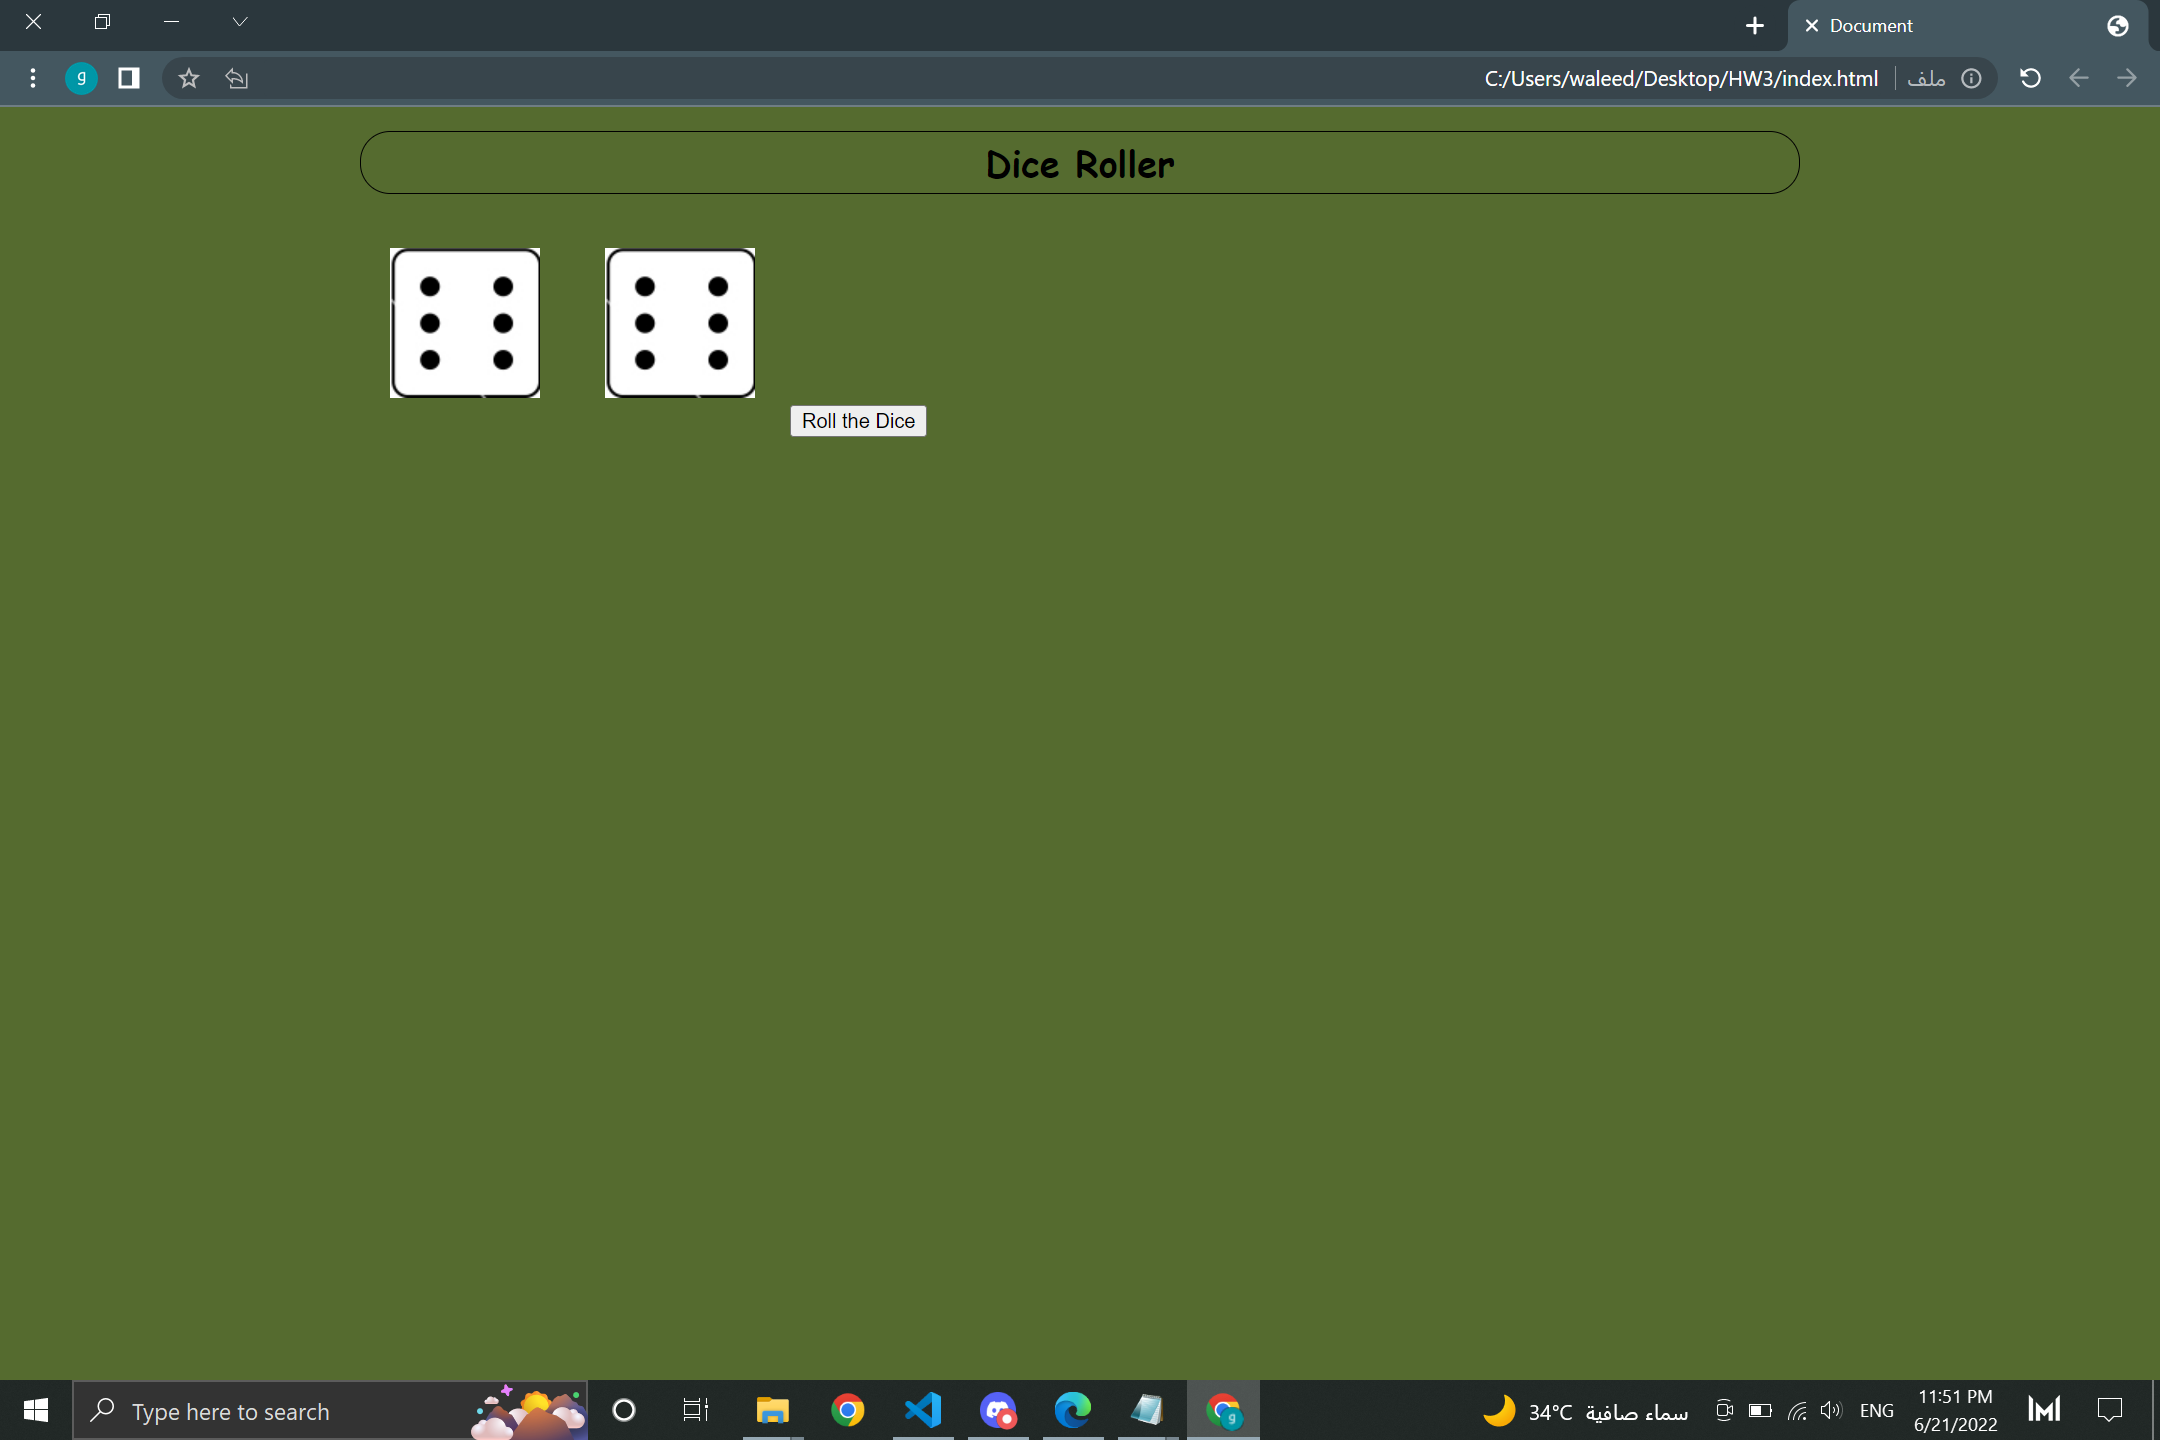 Document
g
C:/Users/waleed/Desktop/HW3/index.html
ملف
Dice Roller
Roll the Dice
Type here to search
g
34°C سماء صافية
ENG
11:51 PM
6/21/2022